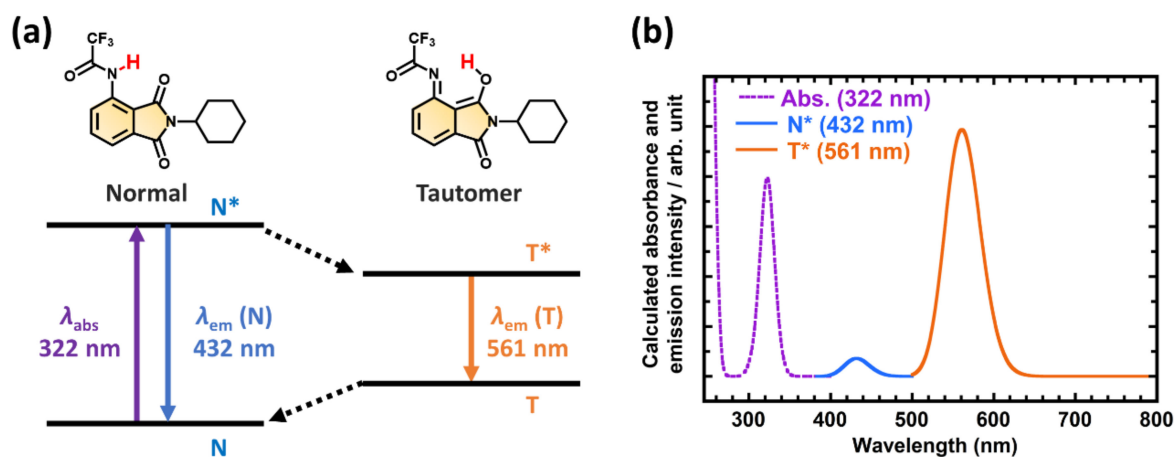 (a)
CF₃
O
N
H
O
N
O
Normal
CF₃
O
N
H
O
N
O
Tautomer
N*
T*
λabs
322 nm
λem (N)
432 nm
λem (T)
561 nm
T
N
(b)
Calculated absorbance and
emission intensity / arb. unit
Abs. (322 nm)
N* (432 nm)
T* (561 nm)
300 400 500 600 700 800
Wavelength (nm)